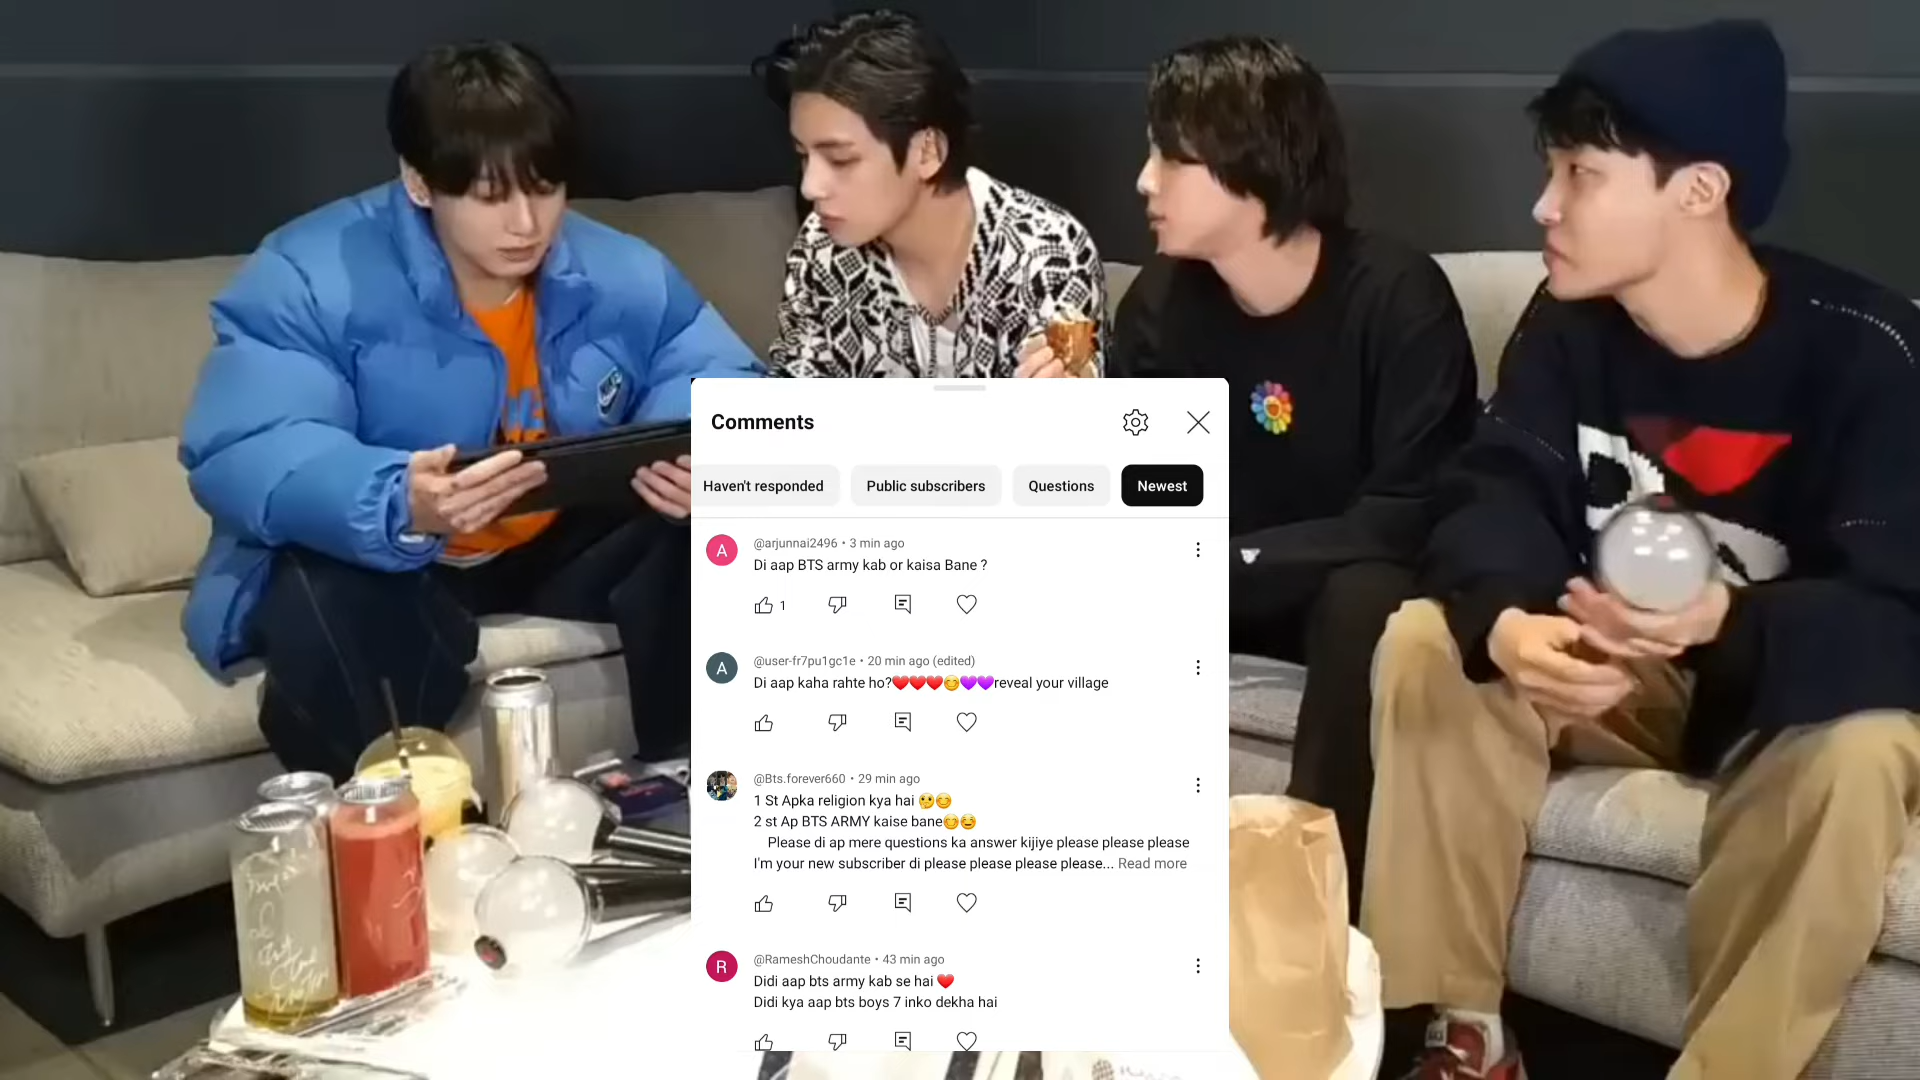 Comments
Haven't responded
Public subscribers
Questions
Newest
A
@arjunnai2496 • 3 min ago
Di aap BTS army kab or kaisa Bane ?
1
A
@user-fr7pu1gc1e • 20 min ago (edited)
Di aap kaha rahte ho?❤️❤️❤️😊💜💜reveal your village
@Bts.forever660 • 29 min ago
1 St Apka religion kya hai 🤔😊
2 st Ap BTS ARMY kaise bane😊😂
Please di ap mere questions ka answer kijiye please please please
I'm your new subscriber di please please please please... Read more
R
@RameshChoudante • 43 min ago
Didi aap bts army kab se hai ❤️
Didi kya aap bts boys 7 inko dekha hai